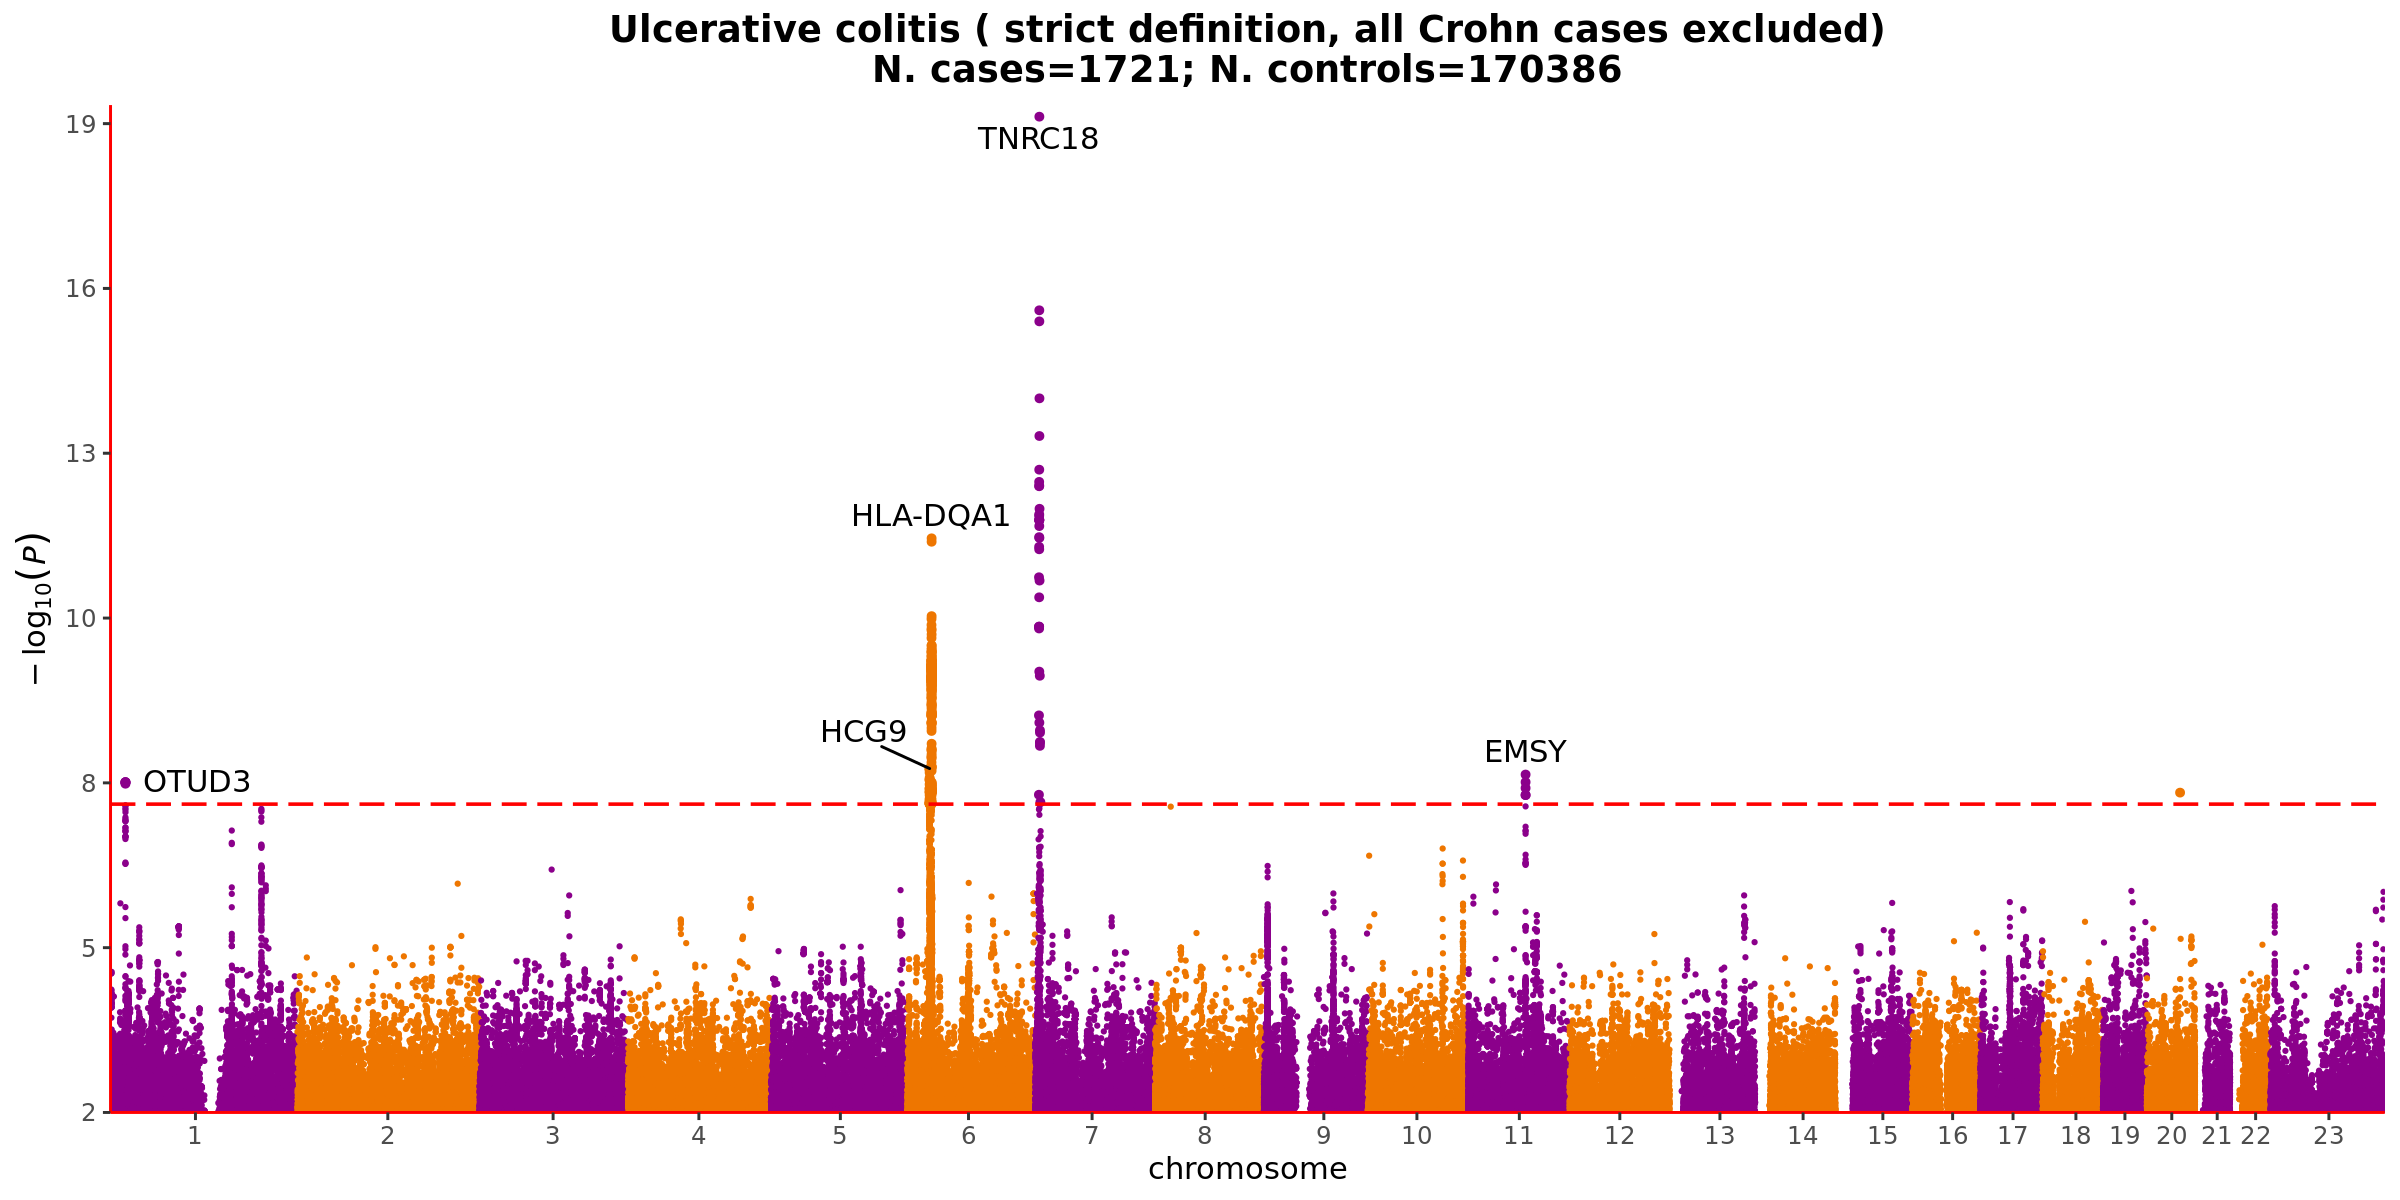 Ulcerative colitis ( strict definition, all Crohn cases excluded)
N. cases=1721; N. controls=170386
19
TNRC18
16
13
HLA-DQA1
10
HCG9
EMSY
8
OTUD3
5
2
−log₁₀(P)
1 2 3 4 5 6 7 8 9 10 11 12 13 14 15 16 17 18 19 20 21 22 23
chromosome